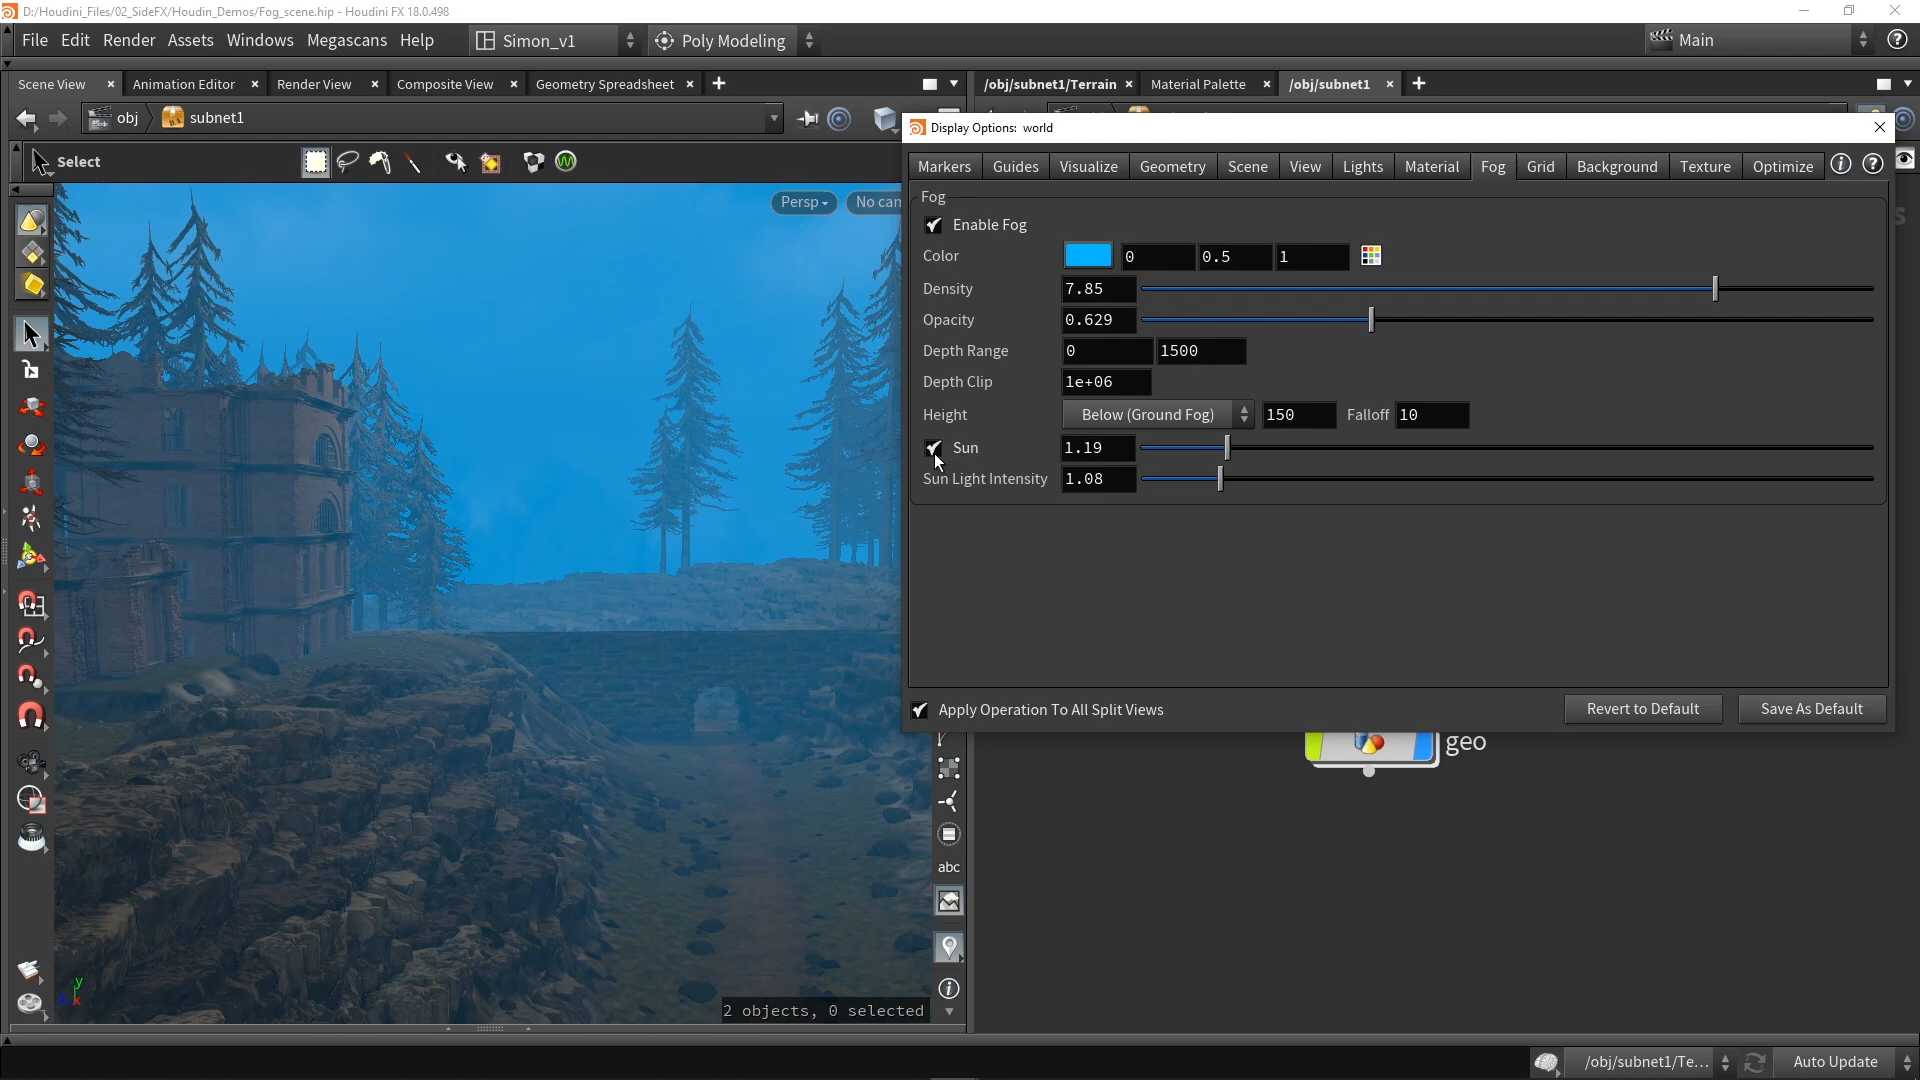 D:/Houdini_Files/02_SideFX/Houdin_Demos/Fog_scene.hip - Houdini FX 18.0.498
File Edit Render Assets Windows Megascans Help Simon_v1 Poly Modeling Main
Scene View Animation Editor Render View Composite View Geometry Spreadsheet /obj/subnet1/Terrain Material Palette /obj/subnet1
obj subnet1
Display Options: world
Select
Markers Guides Visualize Geometry Scene View Lights Material Fog Grid Background Texture Optimize
Persp No cam
Fog
Enable Fog
Color 0 0.5 1
Density 7.85
Opacity 0.629
Depth Range 0 1500
Depth Clip 1e+06
Height Below (Ground Fog) 150 Falloff 10
Sun 1.19
Sun Light Intensity 1.08
Apply Operation To All Split Views Revert to Default Save As Default
geo
abc
y
x
2 objects, 0 selected
/obj/subnet1/Te... Auto Update